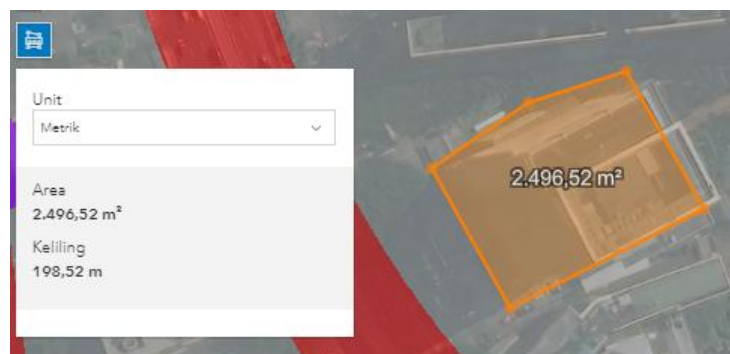 Unit
Metrik
Area
2.496,52 m²
Keliling
198,52 m
2.496,52 m²